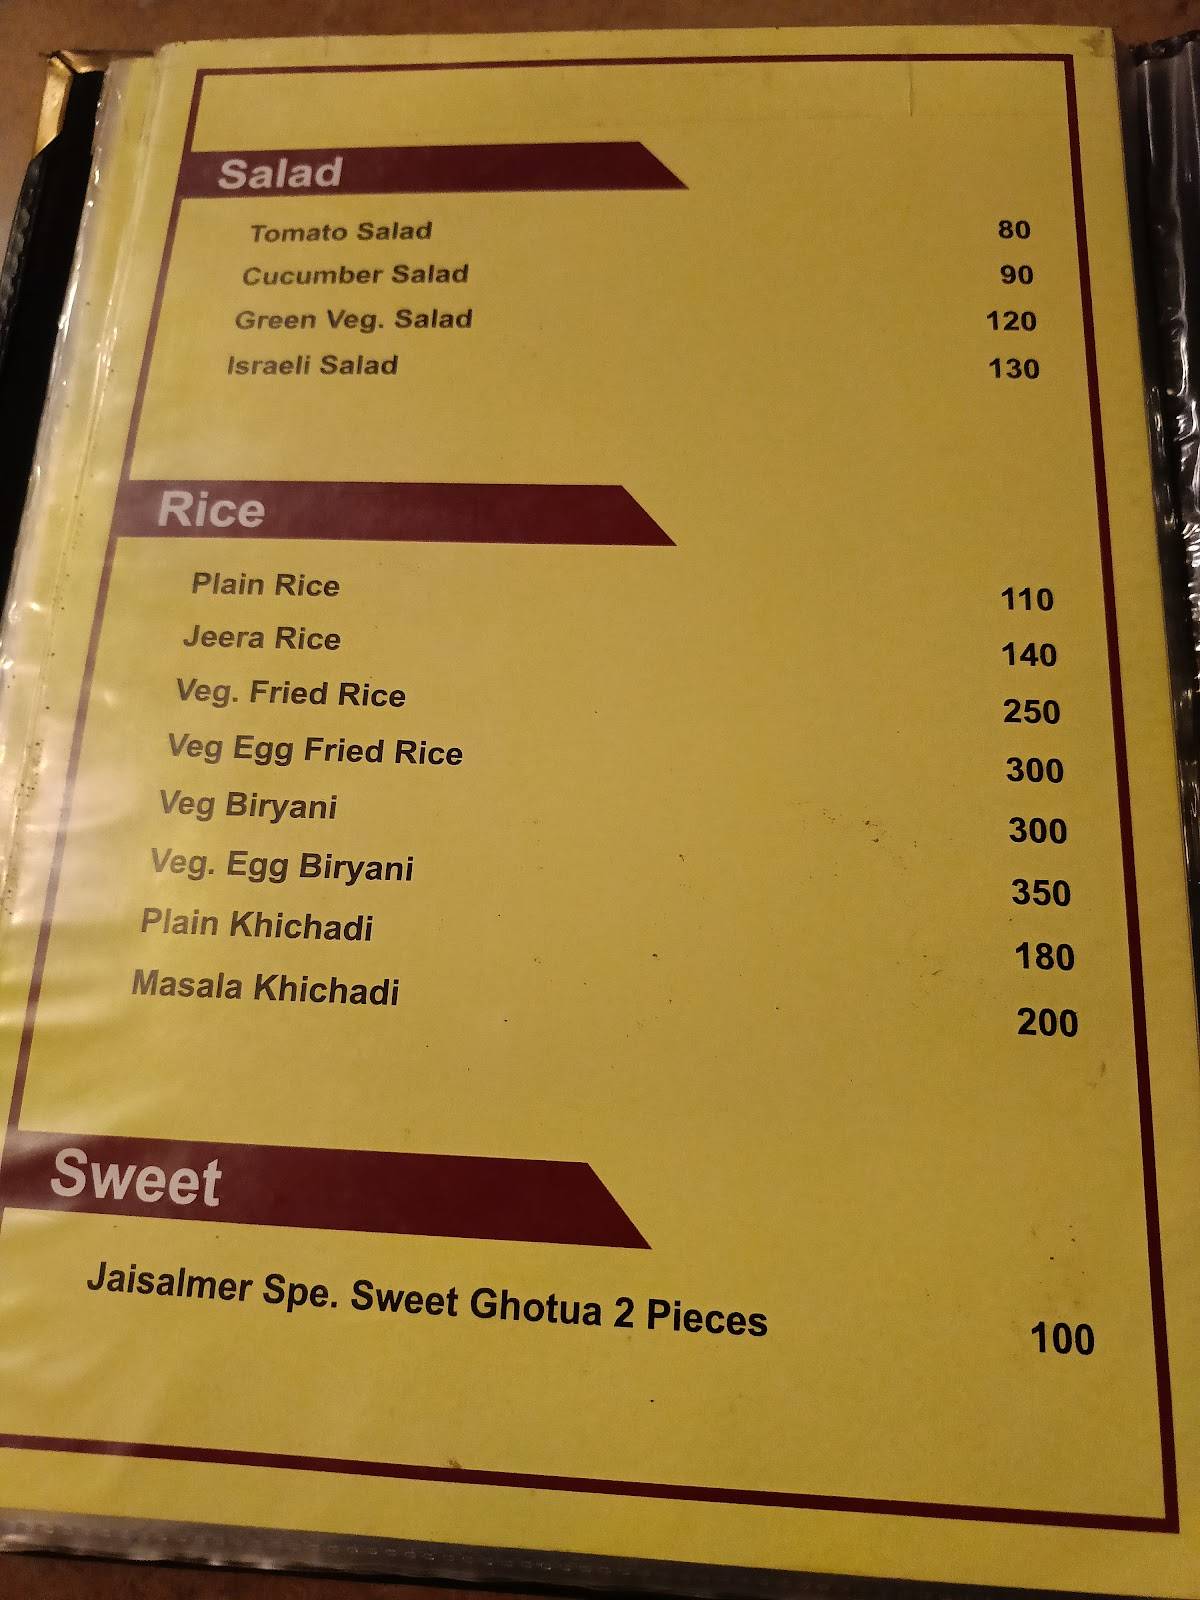 Salad
Tomato Salad 80
Cucumber Salad 90
Green Veg. Salad 120
Israeli Salad 130
Rice
Plain Rice 110
Jeera Rice 140
Veg. Fried Rice 250
Veg Egg Fried Rice 300
Veg Biryani 300
Veg. Egg Biryani 350
Plain Khichadi 180
Masala Khichadi 200
Sweet
Jaisalmer Spe. Sweet Ghotua 2 Pieces 100